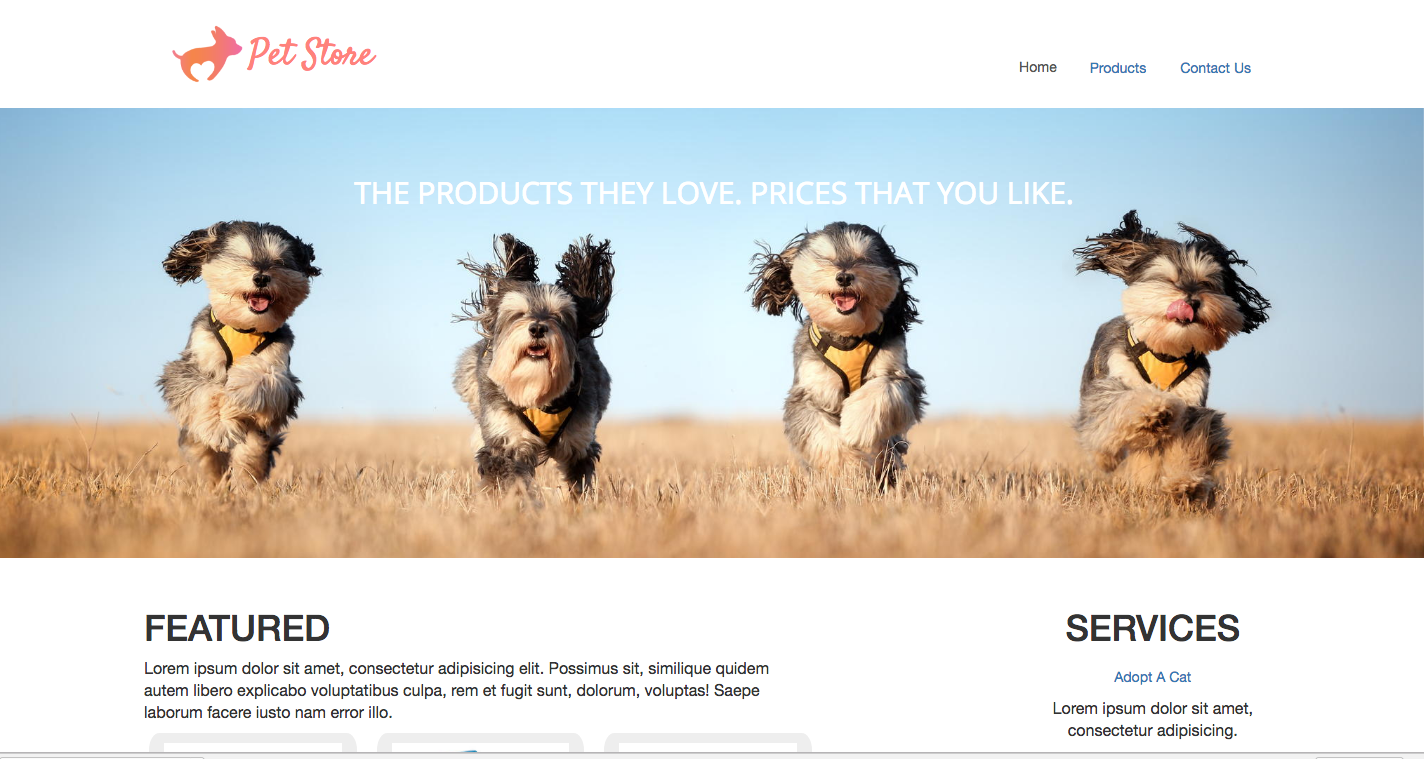 Pet Store
Home
Products
Contact Us
THE PRODUCTS THEY LOVE. PRICES THAT YOU LIKE.
FEATURED
Lorem ipsum dolor sit amet, consectetur adipisicing elit. Possimus sit, similique quidem
autem libero explicabo voluptatibus culpa, rem et fugit sunt, dolorum, voluptas! Saepe
laborum facere iusto nam error illo.
SERVICES
Adopt A Cat
Lorem ipsum dolor sit amet,
consectetur adipisicing.